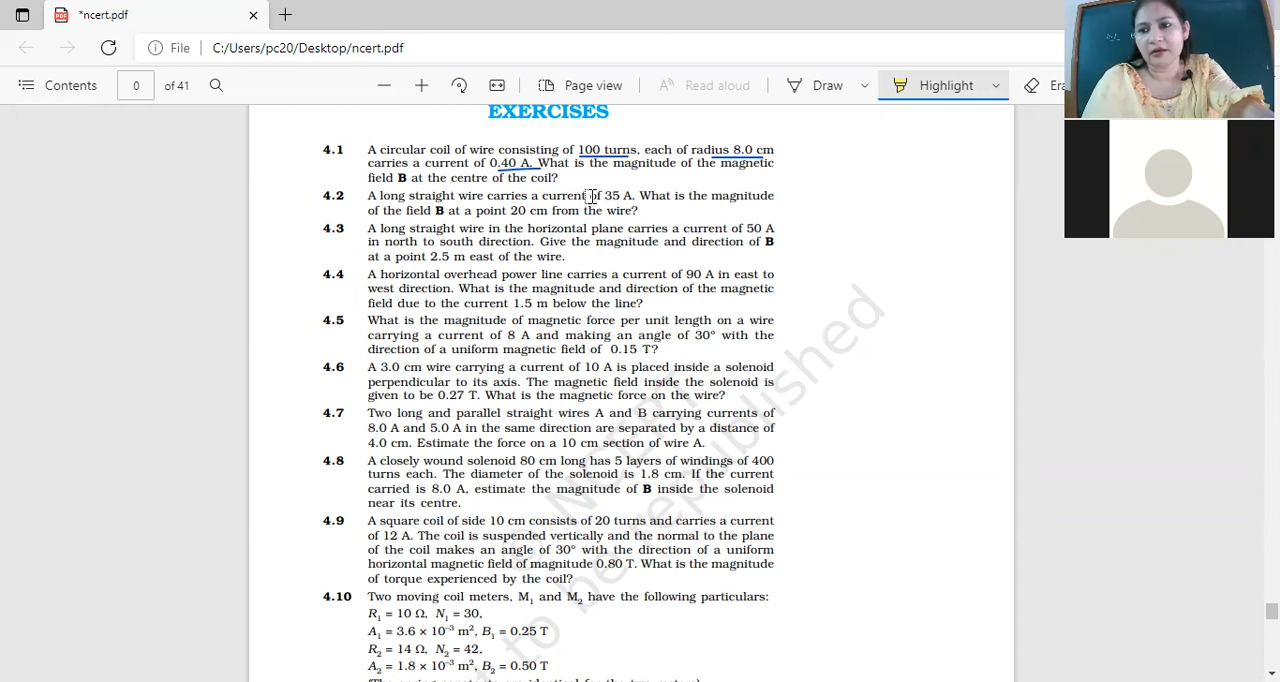 *ncert.pdf
File C:/Users/pc20/Desktop/ncert.pdf
Contents 0 of 41 Page view Read aloud Draw Highlight
EXERCISES
4.1 A circular coil of wire consisting of 100 turns, each of radius 8.0 cm
carries a current of 0.40 A. What is the magnitude of the magnetic
field B at the centre of the coil?
4.2 A long straight wire carries a current of 35 A. What is the magnitude
of the field B at a point 20 cm from the wire?
4.3 A long straight wire in the horizontal plane carries a current of 50 A
in north to south direction. Give the magnitude and direction of B
at a point 2.5 m east of the wire.
4.4 A horizontal overhead power line carries a current of 90 A in east to
west direction. What is the magnitude and direction of the magnetic
field due to the current 1.5 m below the line?
4.5 What is the magnitude of magnetic force per unit length on a wire
carrying a current of 8 A and making an angle of 30° with the
direction of a uniform magnetic field of 0.15 T?
4.6 A 3.0 cm wire carrying a current of 10 A is placed inside a solenoid
perpendicular to its axis. The magnetic field inside the solenoid is
given to be 0.27 T. What is the magnetic force on the wire?
4.7 Two long and parallel straight wires A and B carrying currents of
8.0 A and 5.0 A in the same direction are separated by a distance of
4.0 cm. Estimate the force on a 10 cm section of wire A.
4.8 A closely wound solenoid 80 cm long has 5 layers of windings of 400
turns each. The diameter of the solenoid is 1.8 cm. If the current
carried is 8.0 A, estimate the magnitude of B inside the solenoid
near its centre.
4.9 A square coil of side 10 cm consists of 20 turns and carries a current
of 12 A. The coil is suspended vertically and the normal to the plane
of the coil makes an angle of 30° with the direction of a uniform
horizontal magnetic field of magnitude 0.80 T. What is the magnitude
of torque experienced by the coil?
4.10 Two moving coil meters, M₁ and M₂ have the following particulars:
R₁ = 10 Ω, N₁ = 30,
A₁ = 3.6 × 10⁻³ m², B₁ = 0.25 T
R₂ = 14 Ω, N₂ = 42,
A₂ = 1.8 × 10⁻³ m², B₂ = 0.50 T
© NCERT
to be republished